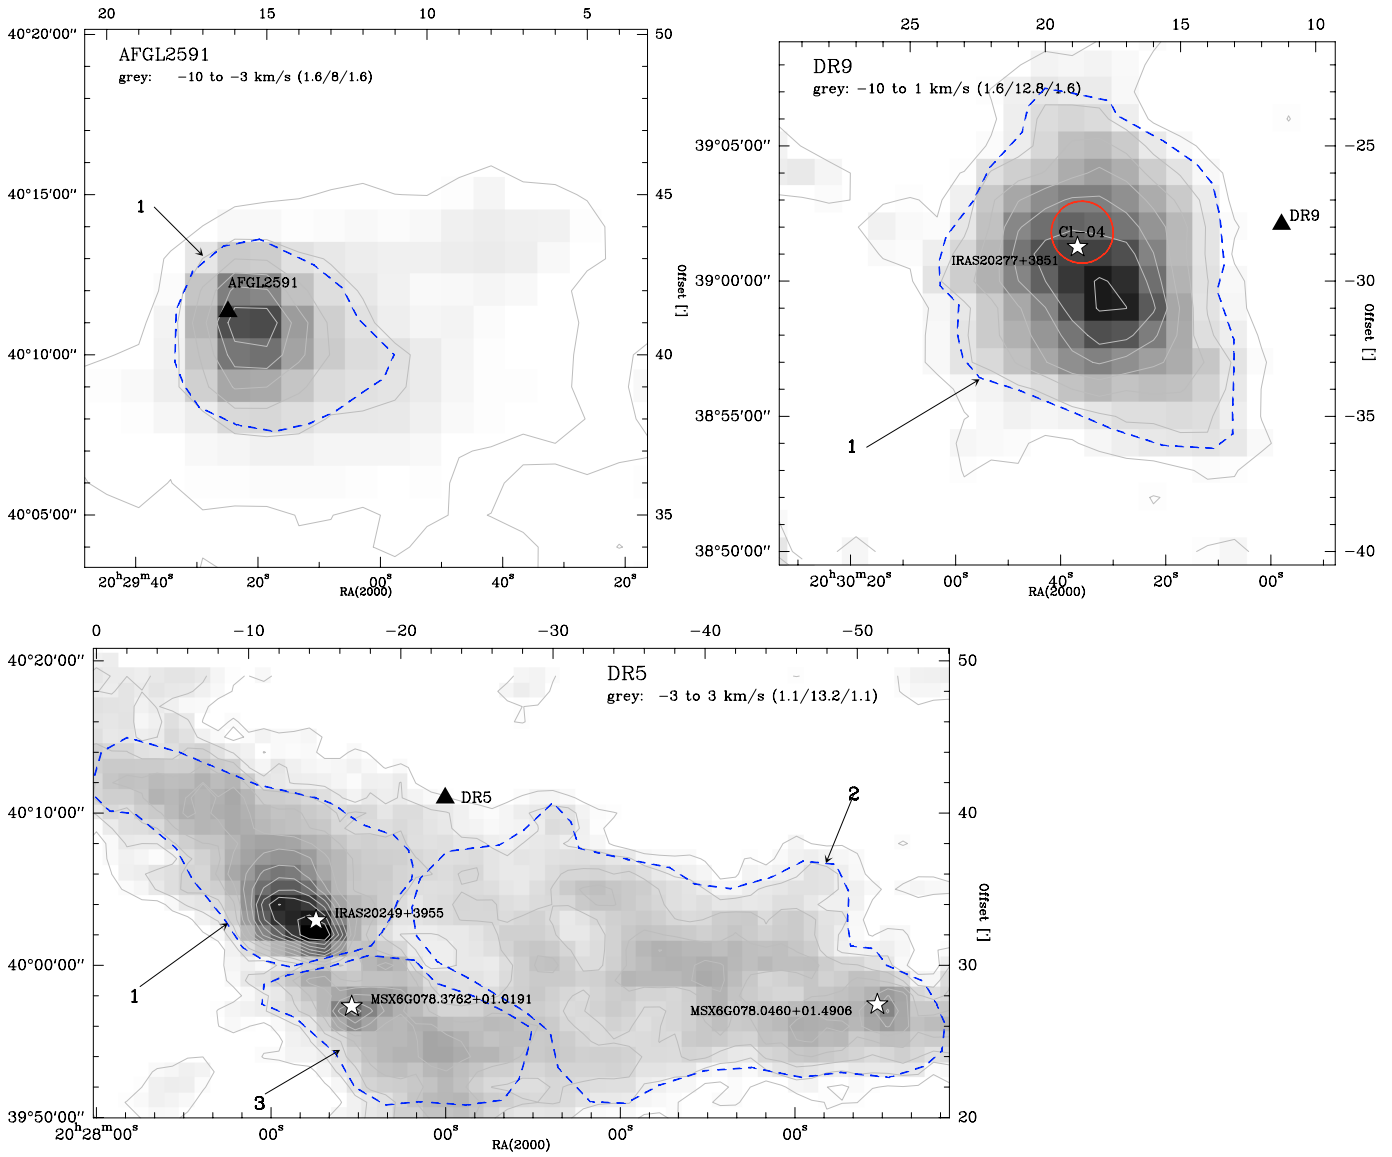 20 15 10 5
40°20′00″ 50
AFGL2591
grey: −10 to −3 km/s (1.6/8/1.6)
40°15′00″ 45
1
AFGL2591
Offset [′]
40°10′00″ 40
40°05′00″ 35
20h29m40s 20s 00s 40s 20s
RA(2000)
25 20 15 10
DR9
grey: −10 to 1 km/s (1.6/12.8/1.6)
39°05′00″ −25
DR9
Cl−04
IRAS20277+3851
39°00′00″ −30
Offset [′]
38°55′00″ −35
1
38°50′00″ −40
20h30m20s 00s 40s 20s 00s
RA(2000)
0 −10 −20 −30 −40 −50
40°20′00″ 50
DR5
grey: −3 to 3 km/s (1.1/13.2/1.1)
2
DR5
40°10′00″ 40
IRAS20249+3955
Offset [′]
40°00′00″ 30
1
MSX6G078.3762+01.0191
MSX6G078.0460+01.4906
3
39°50′00″ 20
20h28m00s 00s 00s 00s 00s
RA(2000)